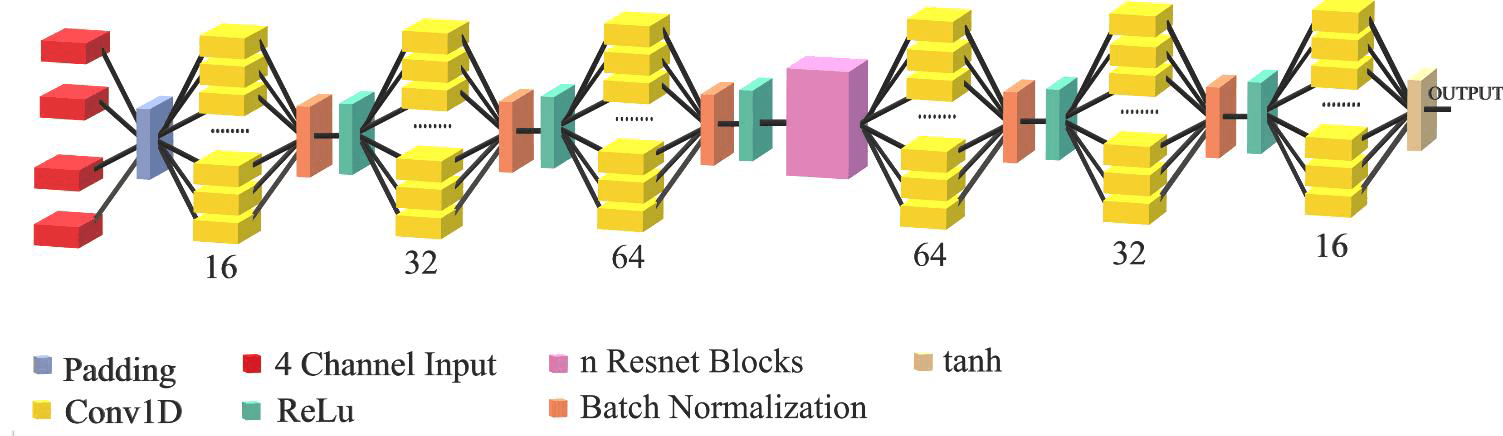 OUTPUT
16
32
64
64
32
16
Padding
4 Channel Input
n Resnet Blocks
tanh
Conv1D
ReLu
Batch Normalization